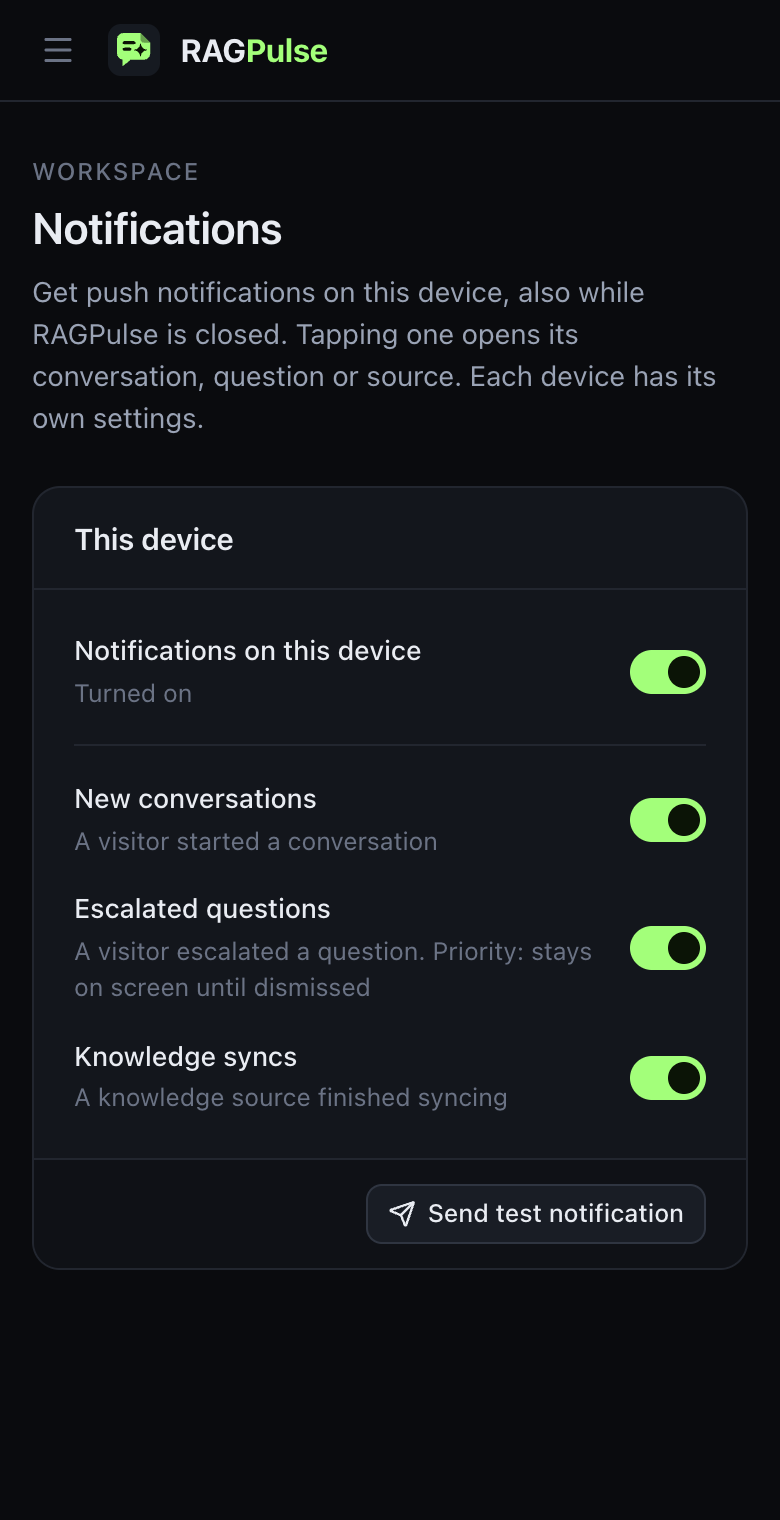 RAGPulse
WORKSPACE
Notifications
Get push notifications on this device, also while
RAGPulse is closed. Tapping one opens its
conversation, question or source. Each device has its
own settings.
This device
Notifications on this device
Turned on
New conversations
A visitor started a conversation
Escalated questions
A visitor escalated a question. Priority: stays
on screen until dismissed
Knowledge syncs
A knowledge source finished syncing
Send test notification